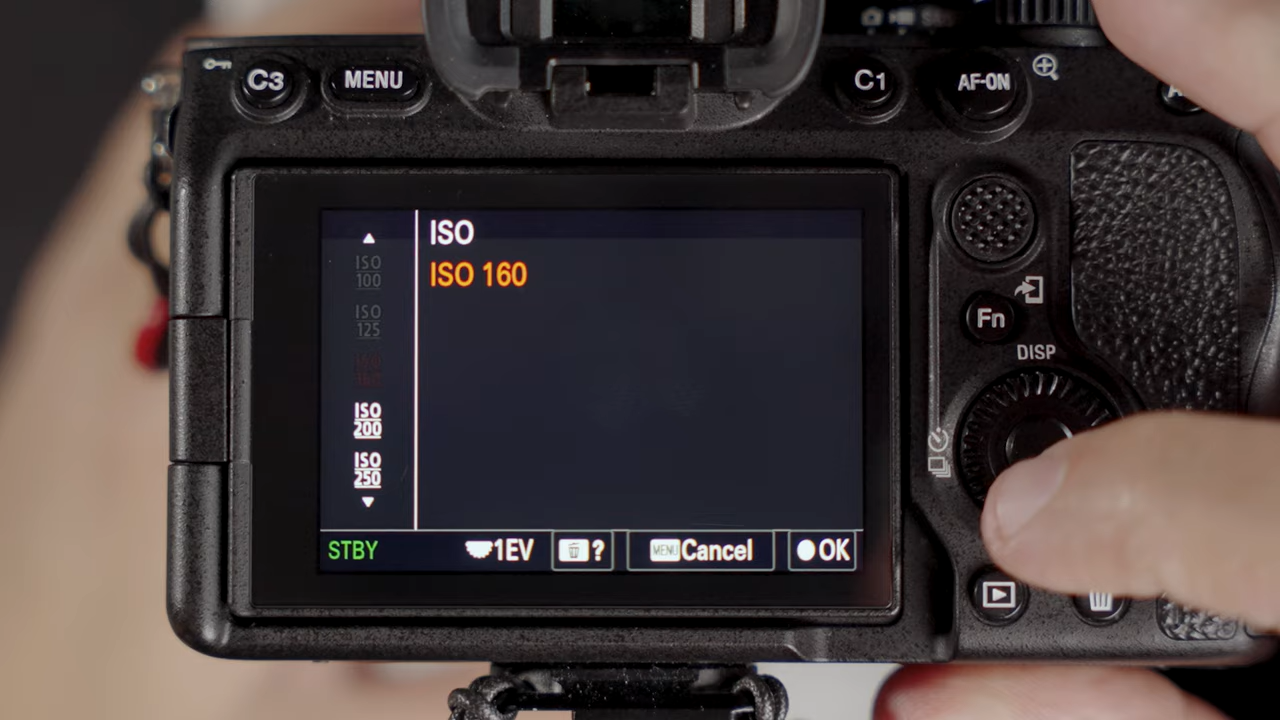 C3
MENU
C1
AF-ON
ISO
ISO 160
ISO
100
ISO
125
ISO
200
ISO
250
Fn
DISP
STBY
1EV
?
MENU
Cancel
OK